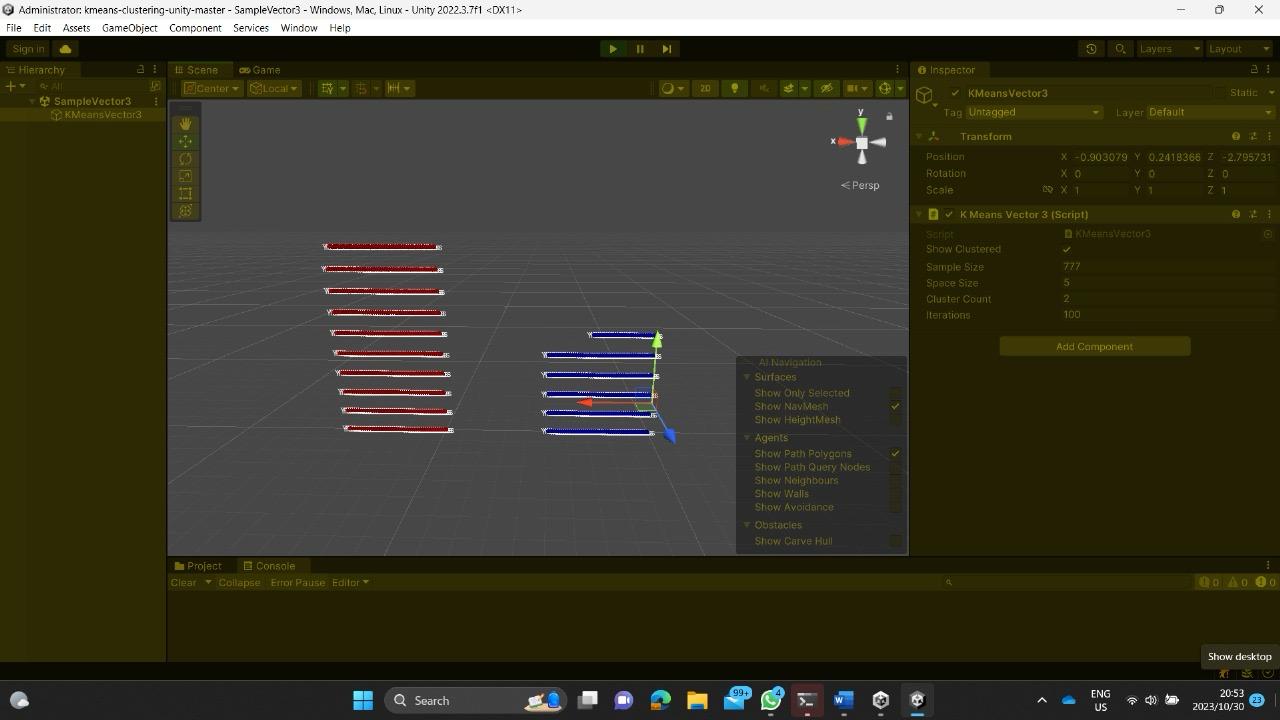 Administrator: kmeans-clustering-unity-master - SampleVector3 - Windows, Mac, Linux - Unity 2022.3.7f1 <DX11>
File Edit Assets GameObject Component Services Window Help
Sign in
Layers Layout
Hierarchy
All
SampleVector3
KMeansVector3
Scene Game
Center Local
2D
y
x
Persp
AI Navigation
Surfaces
Show Only Selected
Show NavMesh
Show HeightMesh
Agents
Show Path Polygons
Show Path Query Nodes
Show Neighbours
Show Walls
Show Avoidance
Obstacles
Show Carve Hull
Inspector
KMeansVector3 Static
Tag Untagged Layer Default
Transform
Position X -0.903079 Y 0.2418366 Z -2.795731
Rotation X 0 Y 0 Z 0
Scale X 1 Y 1 Z 1
K Means Vector 3 (Script)
Script KMeansVector3
Show Clustered
Sample Size 777
Space Size 5
Cluster Count 2
Iterations 100
Add Component
Project Console
Clear Collapse Error Pause Editor
0 0 0
Show desktop
Search
99+
4
ENG
US
20:53
2023/10/30
23